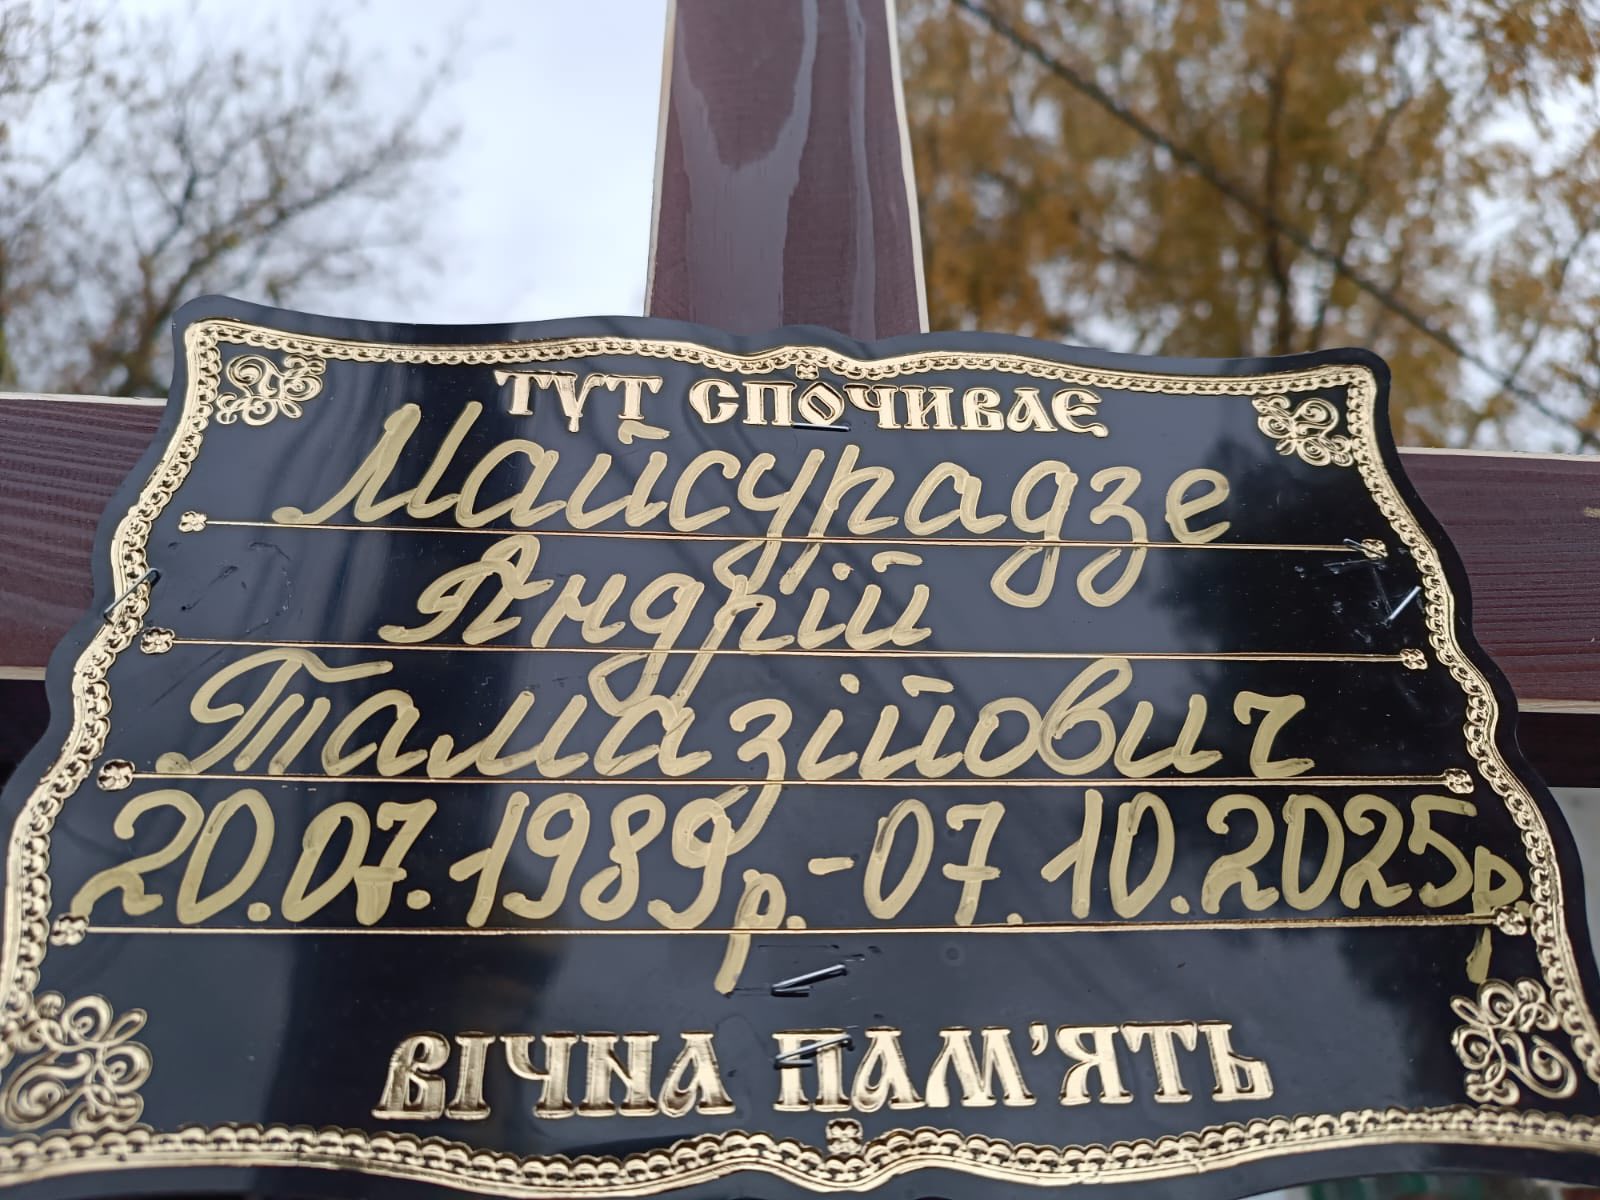 ТУТ СПОЧИВАЄ
Майсурадзе
Андрій
Тамазійович
20.07.1989р.-07.10.2025р.
ВІЧНА ПАМ'ЯТЬ